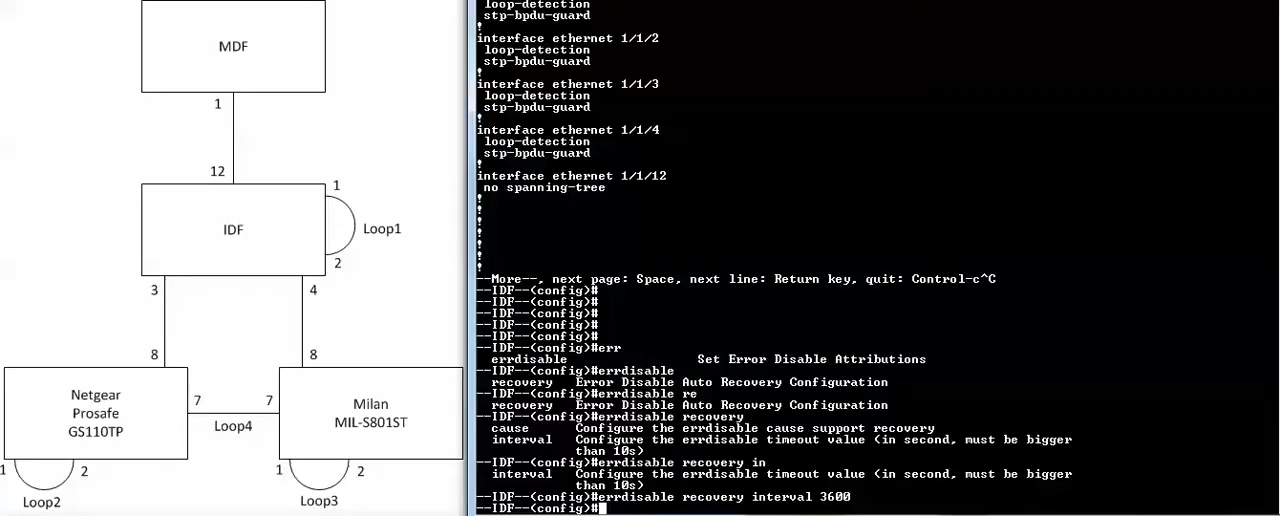 MDF
1
12
IDF
1
Loop1
2
3
4
8
8
Netgear
Prosafe
GS110TP
7
7
Loop4
Milan
MIL-S801ST
1
2
Loop2
1
2
Loop3
loop-detection
stp-bpdu-guard
!
interface ethernet 1/1/2
loop-detection
stp-bpdu-guard
!
interface ethernet 1/1/3
loop-detection
stp-bpdu-guard
!
interface ethernet 1/1/4
loop-detection
stp-bpdu-guard
!
interface ethernet 1/1/12
no spanning-tree
!
!
!
!
!
!
!
--More--, next page: Space, next line: Return key, quit: Control-c^C
--IDF--(config)#
--IDF--(config)#
--IDF--(config)#
--IDF--(config)#
--IDF--(config)#
--IDF--(config)#err
errdisable Set Error Disable Attributions
--IDF--(config)#errdisable
recovery Error Disable Auto Recovery Configuration
--IDF--(config)#errdisable re
recovery Error Disable Auto Recovery Configuration
--IDF--(config)#errdisable recovery
cause Configure the errdisable cause support recovery
interval Configure the errdisable timeout value (in second, must be bigger
than 10s)
--IDF--(config)#errdisable recovery in
interval Configure the errdisable timeout value (in second, must be bigger
than 10s)
--IDF--(config)#errdisable recovery interval 3600
--IDF--(config)#